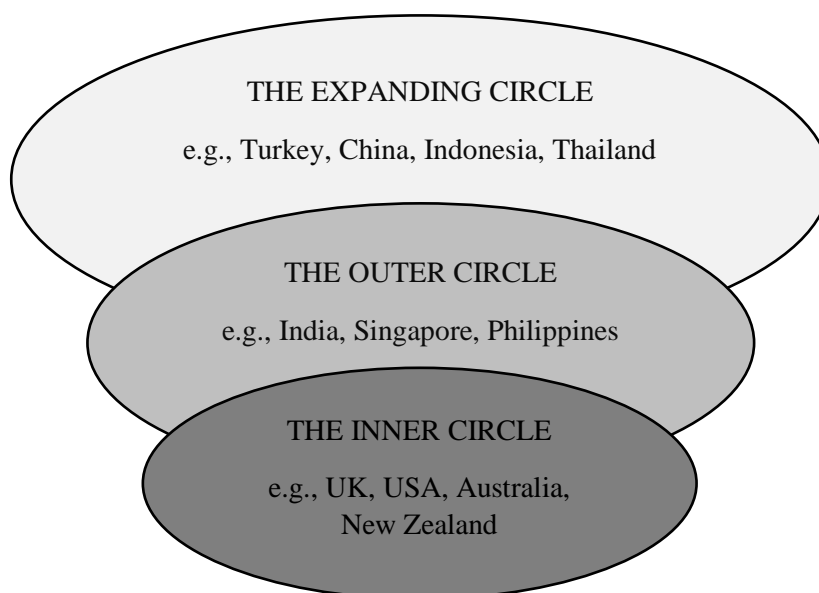 THE EXPANDING CIRCLE
e.g., Turkey, China, Indonesia, Thailand
THE OUTER CIRCLE
e.g., India, Singapore, Philippines
THE INNER CIRCLE
e.g., UK, USA, Australia,
New Zealand